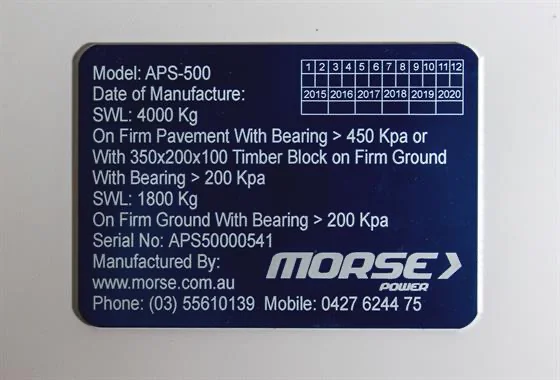 Model: APS-500
1 2 3 4 5 6 7 8 9 10 11 12
Date of Manufacture:
2015 2016 2017 2018 2019 2020
SWL: 4000 Kg
On Firm Pavement With Bearing > 450 Kpa or
With 350x200x100 Timber Block on Firm Ground
With Bearing > 200 Kpa
SWL: 1800 Kg
On Firm Ground With Bearing > 200 Kpa
Serial No: APS50000541
Manufactured By:
MORSE
POWER
www.morse.com.au
Phone: (03) 55610139 Mobile: 0427 6244 75